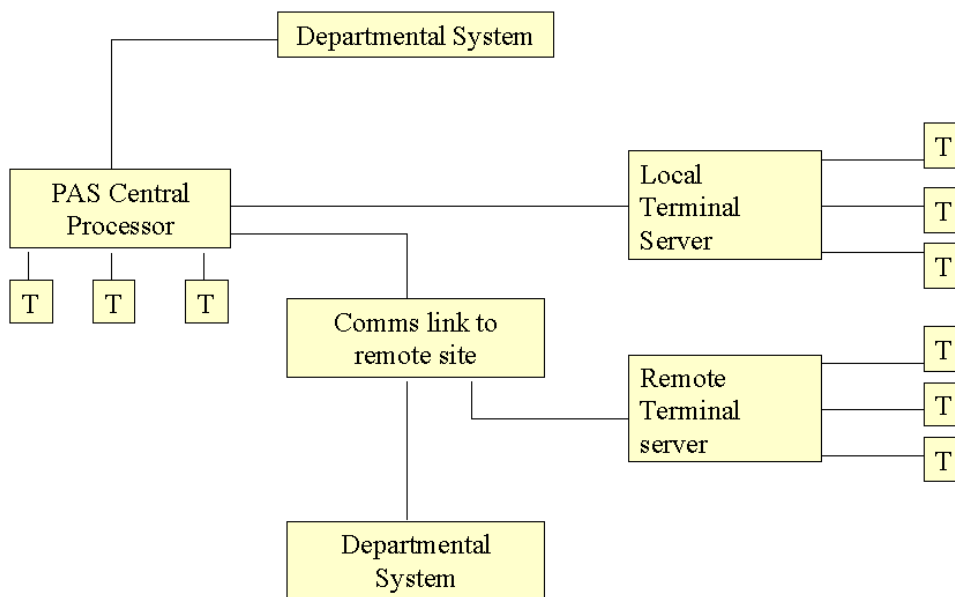 Departmental System
PAS Central
Processor
Local
Terminal
Server
T
T
T
T
T
T
Comms link to
remote site
Remote
Terminal
server
T
T
T
Departmental
System